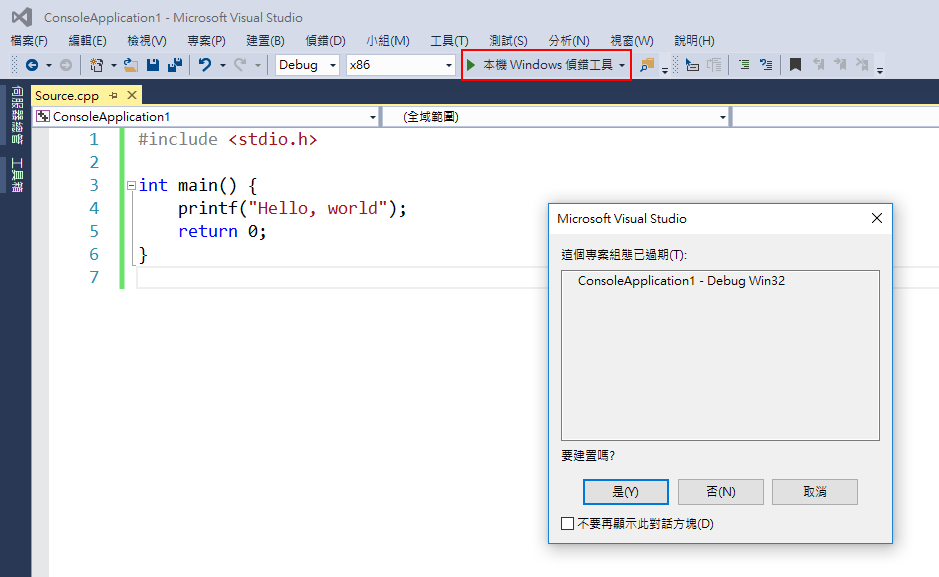 ConsoleApplication1 - Microsoft Visual Studio
檔案(F) 編輯(E) 檢視(V) 專案(P) 建置(B) 偵錯(D) 小組(M) 工具(T) 測試(S) 分析(N) 視窗(W) 說明(H)
Debug x86 本機 Windows 偵錯工具
伺服器總管
工具箱
Source.cpp
ConsoleApplication1 (全域範圍)
1 #include <stdio.h>
2
3 int main() {
4 printf("Hello, world");
5 return 0;
6 }
7
Microsoft Visual Studio
這個專案組態已過期(T):
ConsoleApplication1 - Debug Win32
要建置嗎?
是(Y) 否(N) 取消
不要再顯示此對話方塊(D)